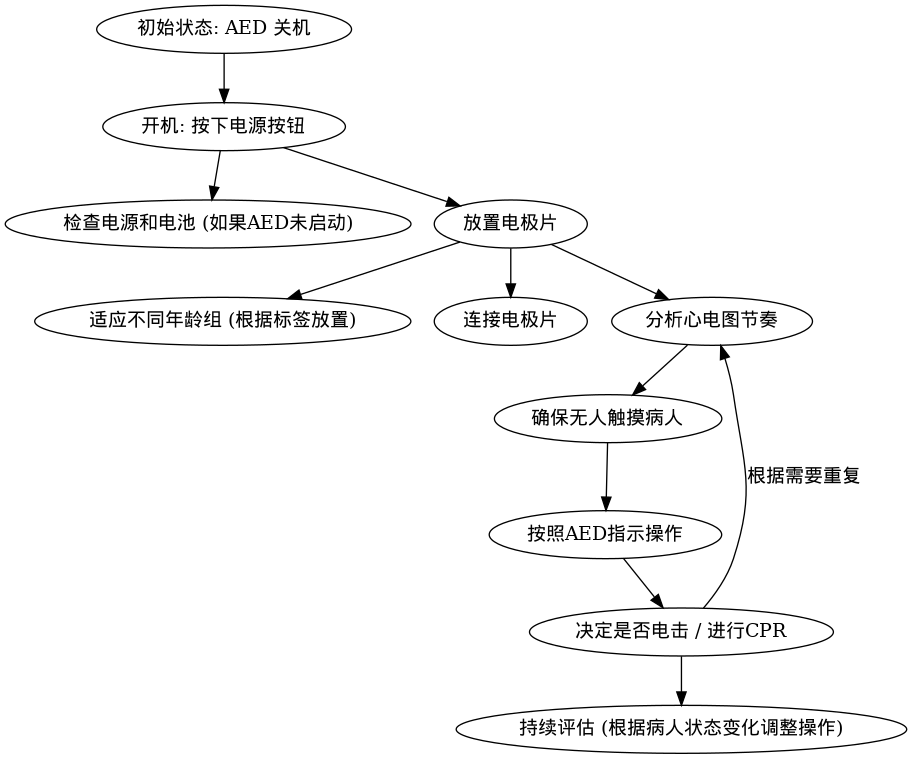 初始状态: AED 关机
开机: 按下电源按钮
检查电源和电池 (如果AED未启动)
放置电极片
适应不同年龄组 (根据标签放置)
连接电极片
分析心电图节奏
确保无人触摸病人
根据需要重复
按照AED指示操作
决定是否电击 / 进行CPR
持续评估 (根据病人状态变化调整操作)